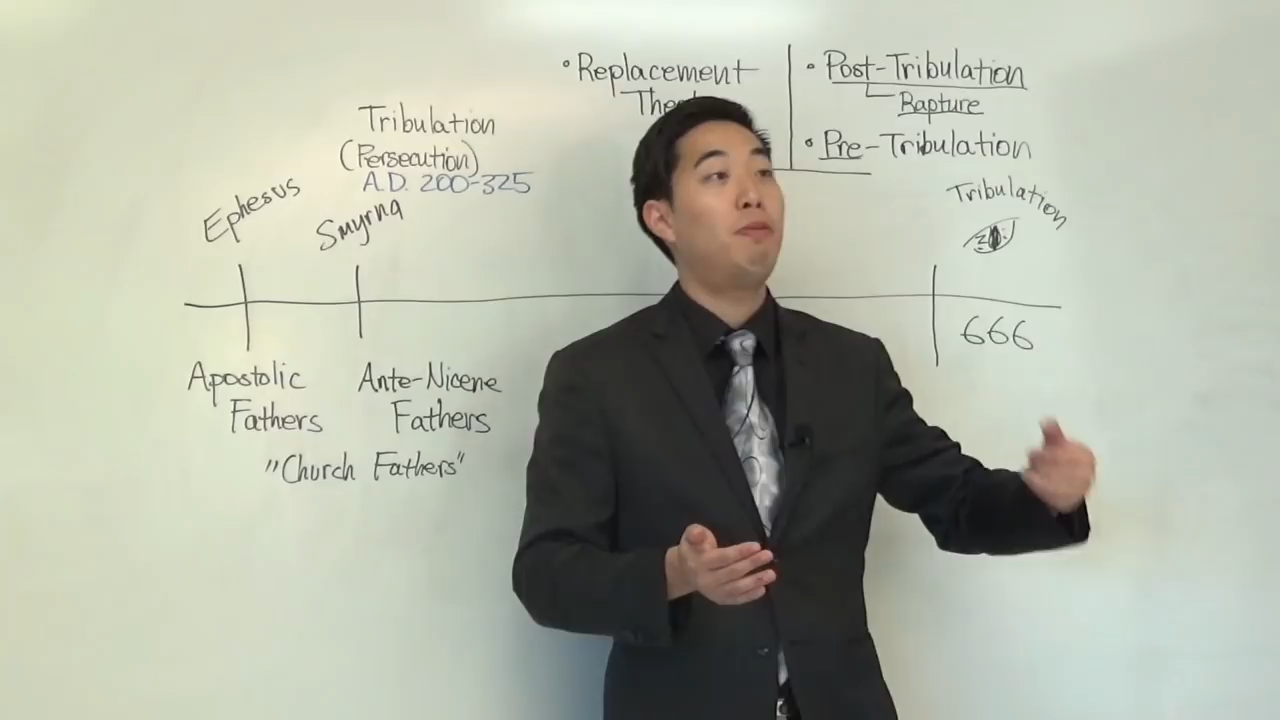 • Replacement
• Post-Tribulation
Rapture
• Pre-Tribulation
Tribulation
(Persecution)
A.D. 200-325
Ephesus
Smyrna
Tribulation
666
Apostolic
Fathers
Ante-Nicene
Fathers
"Church Fathers"